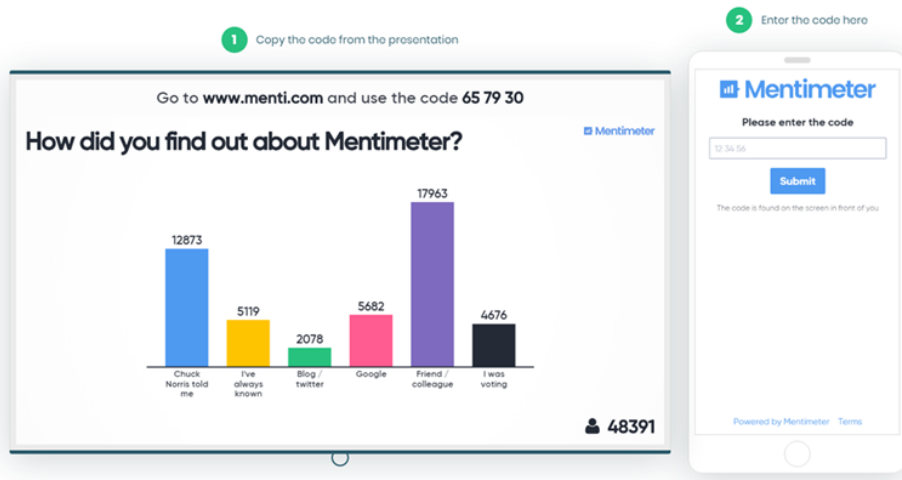 1 Copy the code from the presentation
2 Enter the code here
Go to www.menti.com and use the code 65 79 30
How did you find out about Mentimeter?
Mentimeter
12873
5119
2078
5682
17963
4676
Chuck
Norris told
me
I've
always
known
Blog /
twitter
Google
Friend /
colleague
I was
voting
48391
Mentimeter
Please enter the code
12 34 56
Submit
The code is found on the screen in front of you
Powered by Mentimeter Terms